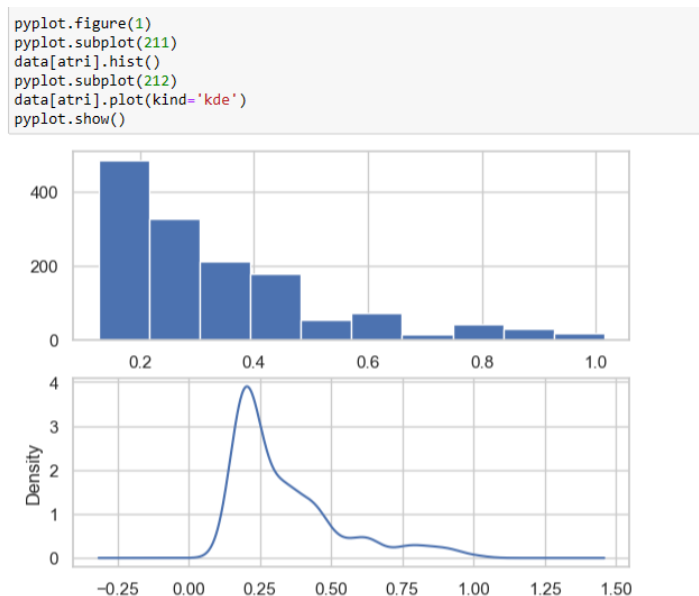 pyplot.figure(1)
pyplot.subplot(211)
data[atri].hist()
pyplot.subplot(212)
data[atri].plot(kind='kde')
pyplot.show()
400
200
0
0.2 0.4 0.6 0.8 1.0
4
3
2
1
0
Density
−0.25 0.00 0.25 0.50 0.75 1.00 1.25 1.50